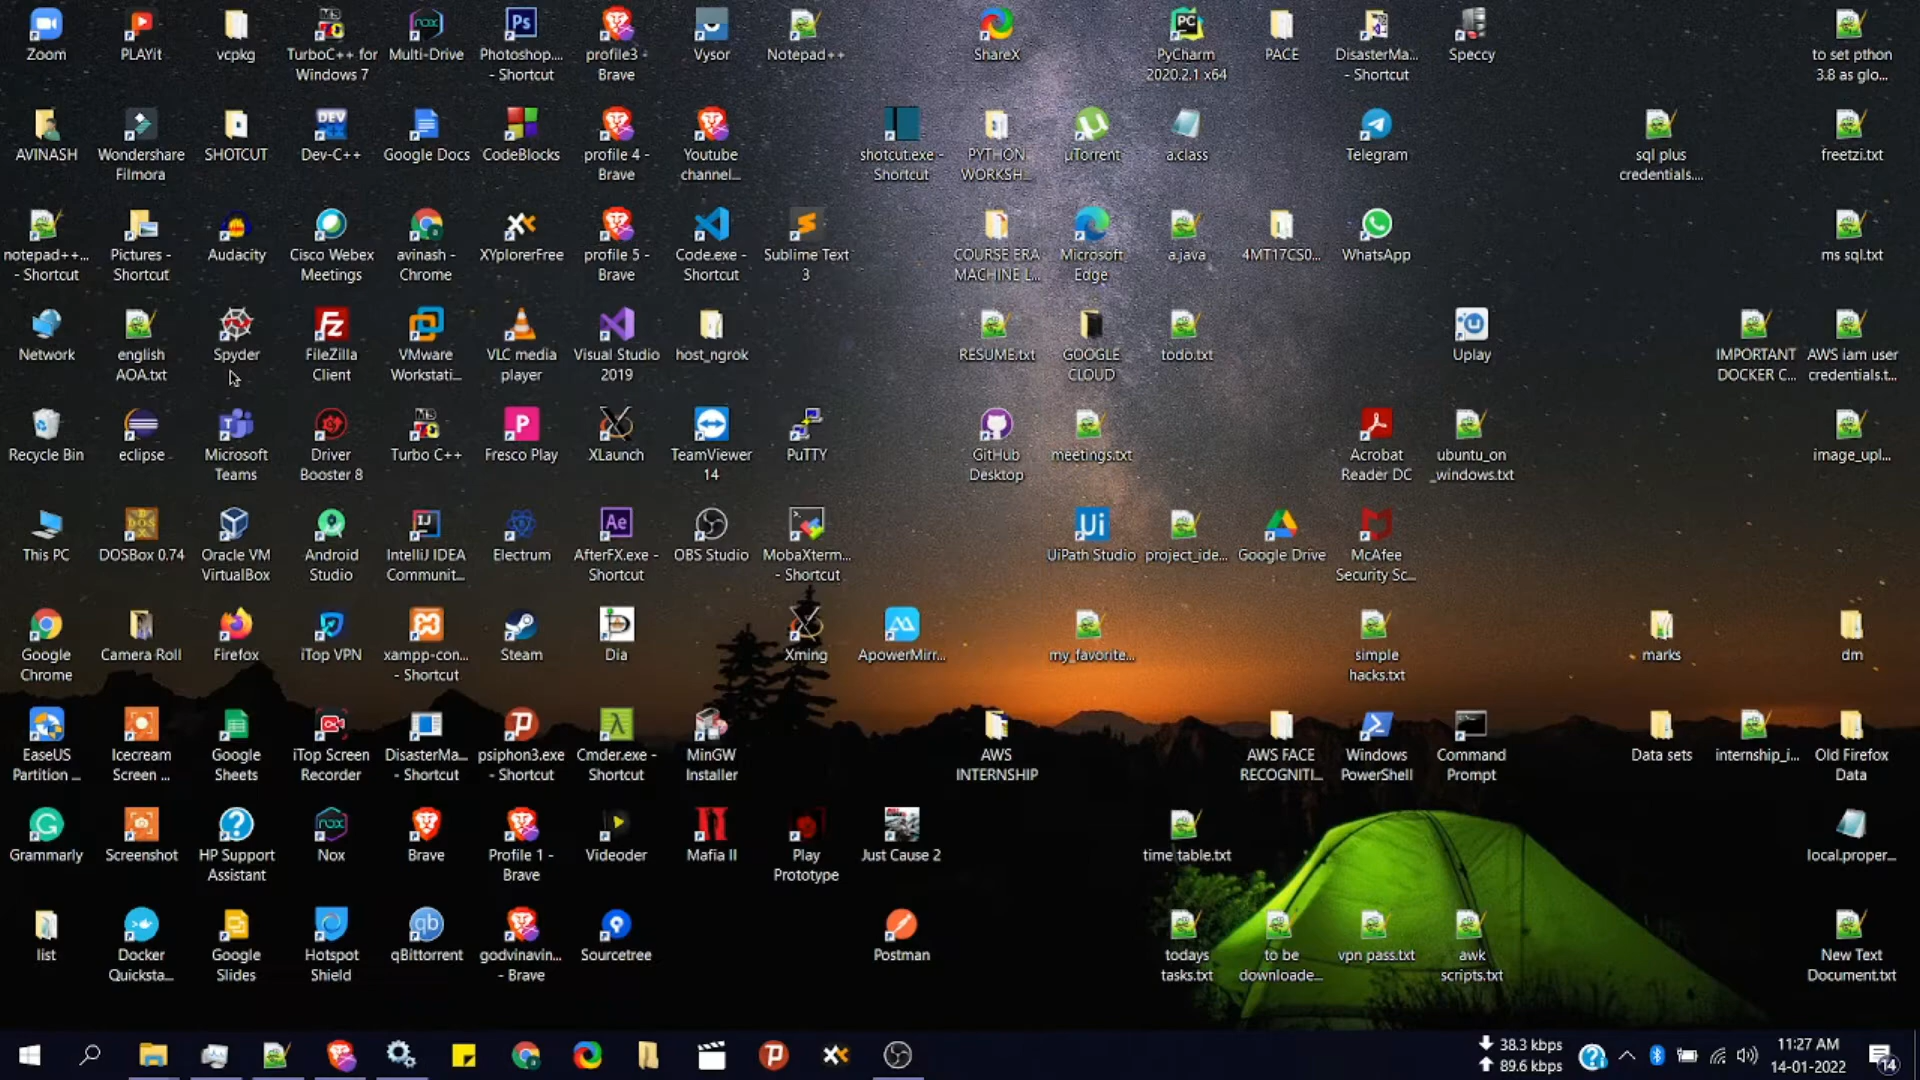 Zoom
PLAYit
vcpkg
TurboC++ for
Windows 7
Multi-Drive
Photoshop....
- Shortcut
profile3 -
Brave
Vysor
Notepad++
ShareX
PyCharm
2020.2.1 x64
PACE
DisasterMa...
- Shortcut
Speccy
to set pthon
3.8 as glo...
AVINASH
Wondershare
Filmora
SHOTCUT
Dev-C++
Google Docs
CodeBlocks
profile 4 -
Brave
Youtube
channel...
shotcut.exe -
Shortcut
PYTHON
WORKSH...
µTorrent
a.class
Telegram
sql plus
credentials....
freetzi.txt
notepad++...
- Shortcut
Pictures -
Shortcut
Audacity
Cisco Webex
Meetings
avinash -
Chrome
XYplorerFree
profile 5 -
Brave
Code.exe -
Shortcut
Sublime Text
3
COURSE ERA
MACHINE L...
Microsoft
Edge
a.java
4MT17CS0...
WhatsApp
ms sql.txt
Network
english
AOA.txt
Spyder
FileZilla
Client
VMware
Workstati...
VLC media
player
Visual Studio
2019
host_ngrok
RESUME.txt
GOOGLE
CLOUD
todo.txt
Uplay
IMPORTANT
DOCKER C...
AWS iam user
credentials.t...
Recycle Bin
eclipse
Microsoft
Teams
Driver
Booster 8
Turbo C++
Fresco Play
XLaunch
TeamViewer
14
PuTTY
GitHub
Desktop
meetings.txt
Acrobat
Reader DC
ubuntu_on
_windows.txt
image_upl...
This PC
DOSBox 0.74
Oracle VM
VirtualBox
Android
Studio
IntelliJ IDEA
Communit...
Electrum
AfterFX.exe -
Shortcut
OBS Studio
MobaXterm...
- Shortcut
UiPath Studio
project_ide...
Google Drive
McAfee
Security Sc...
Google
Chrome
Camera Roll
Firefox
iTop VPN
xampp-con...
- Shortcut
Steam
Dia
Xming
ApowerMirr...
my_favorite...
simple
hacks.txt
marks
dm
EaseUS
Partition ...
Icecream
Screen ...
Google
Sheets
iTop Screen
Recorder
DisasterMa...
- Shortcut
psiphon3.exe
- Shortcut
Cmder.exe -
Shortcut
MinGW
Installer
AWS
INTERNSHIP
AWS FACE
RECOGNITI...
Windows
PowerShell
Command
Prompt
Data sets
internship_i...
Old Firefox
Data
Grammarly
Screenshot
HP Support
Assistant
Nox
Brave
Profile 1 -
Brave
Videoder
Mafia II
Play
Prototype
Just Cause 2
time table.txt
local.proper...
list
Docker
Quicksta...
Google
Slides
Hotspot
Shield
qBittorrent
godvinavin...
- Brave
Sourcetree
Postman
todays
tasks.txt
to be
downloade...
vpn pass.txt
awk
scripts.txt
New Text
Document.txt
38.3 kbps
89.6 kbps
11:27 AM
14-01-2022
14